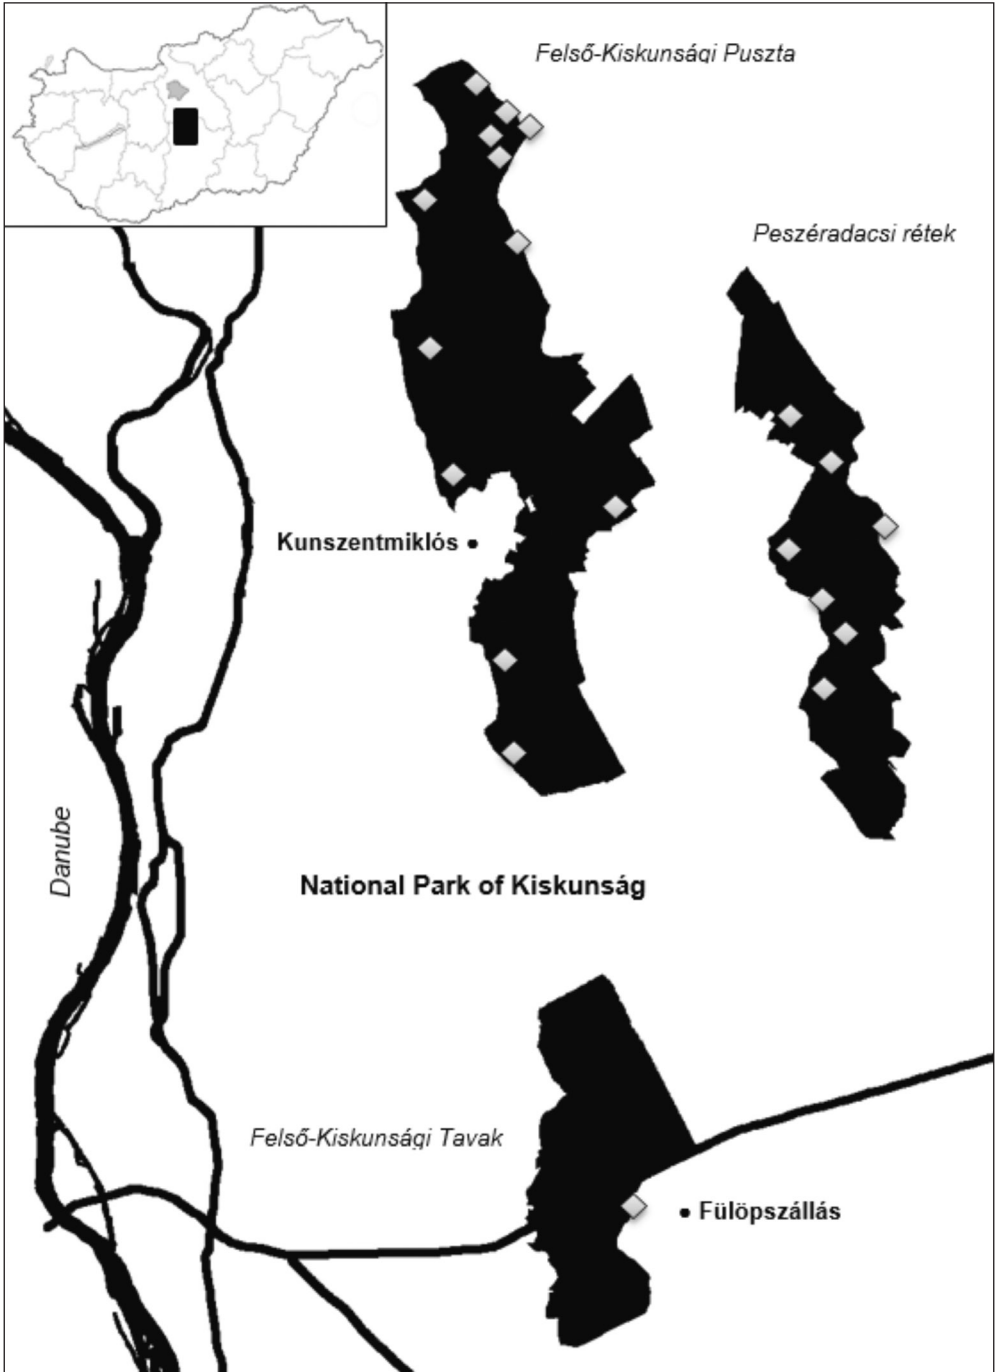 Felső-Kiskunsági Puszta
Peszéradacsi rétek
Kunszentmiklós
Danube
National Park of Kiskunság
Felső-Kiskunsági Tavak
Fülöpszállás